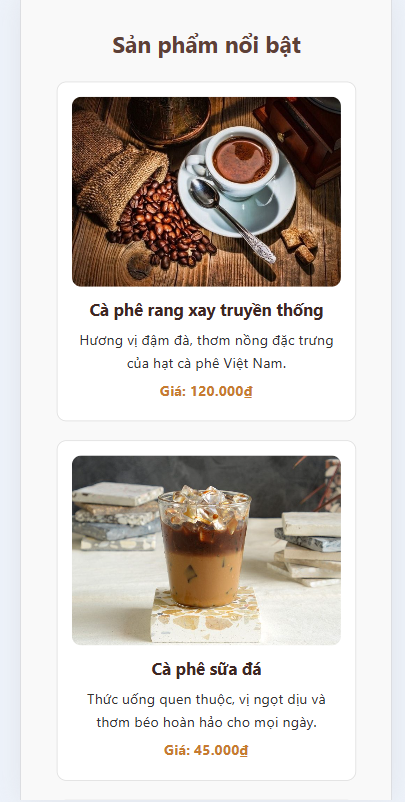 Sản phẩm nổi bật
Cà phê rang xay truyền thống
Hương vị đậm đà, thơm nồng đặc trưng
của hạt cà phê Việt Nam.
Giá: 120.000₫
Cà phê sữa đá
Thức uống quen thuộc, vị ngọt dịu và
thơm béo hoàn hảo cho mọi ngày.
Giá: 45.000₫